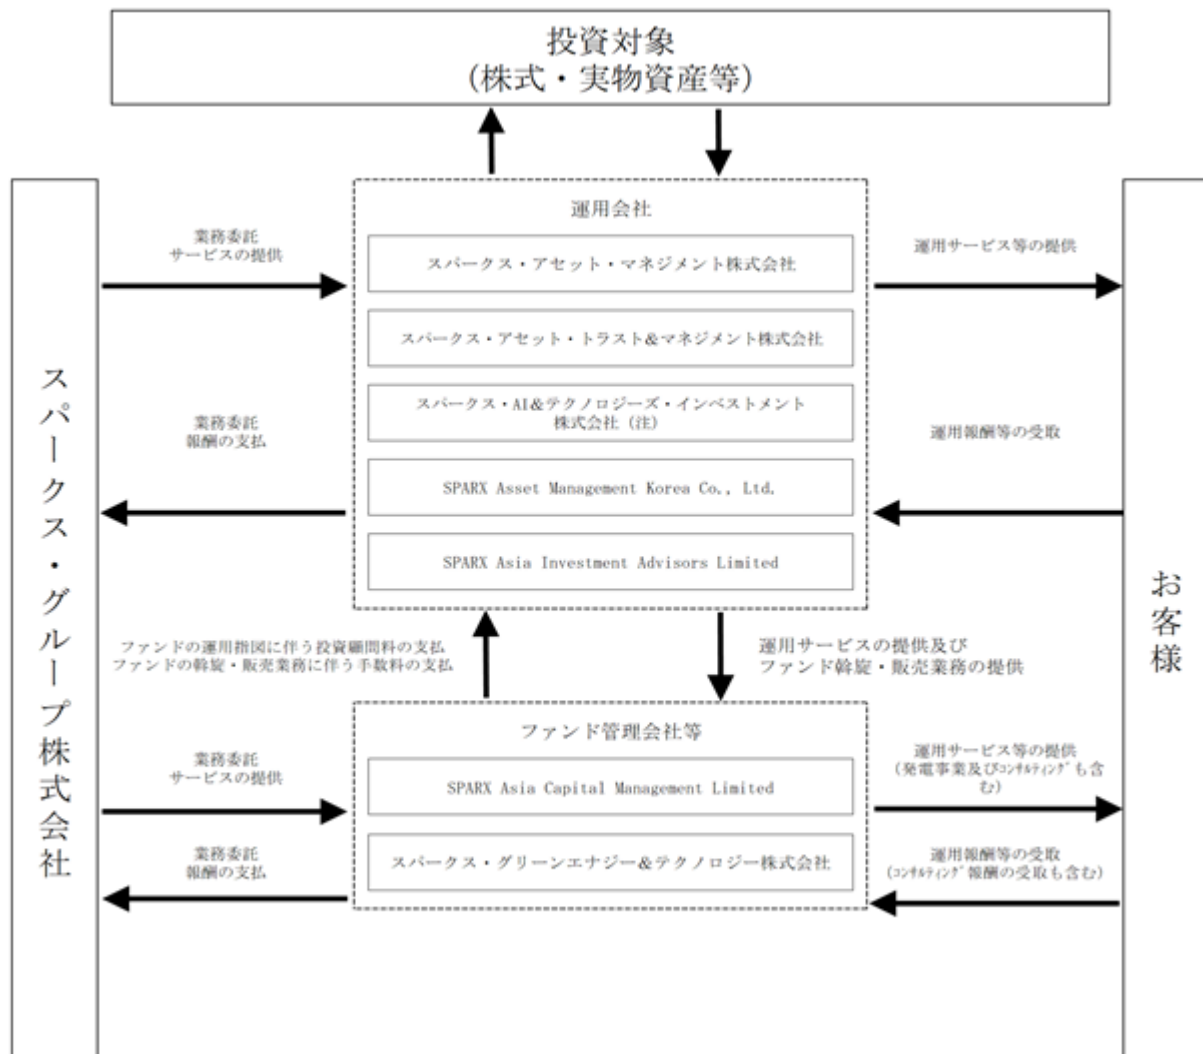 投資対象
(株式・実物資産等)
スパークス・グループ株式会社
業務委託
サービスの提供
業務委託
報酬の支払
運用会社
スパークス・アセット・マネジメント株式会社
スパークス・アセット・トラスト&マネジメント株式会社
スパークス・AI&テクノロジーズ・インベストメント
株式会社（注）
SPARX Asset Management Korea Co., Ltd.
SPARX Asia Investment Advisors Limited
運用サービス等の提供
運用報酬等の受取
お客様
ファンドの運用指図に伴う投資顧問料の支払
ファンドの斡旋・販売業務に伴う手数料の支払
運用サービスの提供及び
ファンド斡旋・販売業務の提供
業務委託
サービスの提供
業務委託
報酬の支払
ファンド管理会社等
SPARX Asia Capital Management Limited
スパークス・グリーンエナジー&テクノロジー株式会社
運用サービス等の提供
(発電事業及びｺﾝｻﾙﾃｨﾝｸﾞも含
む)
運用報酬等の受取
(ｺﾝｻﾙﾃｨﾝｸﾞ報酬の受取も含む)